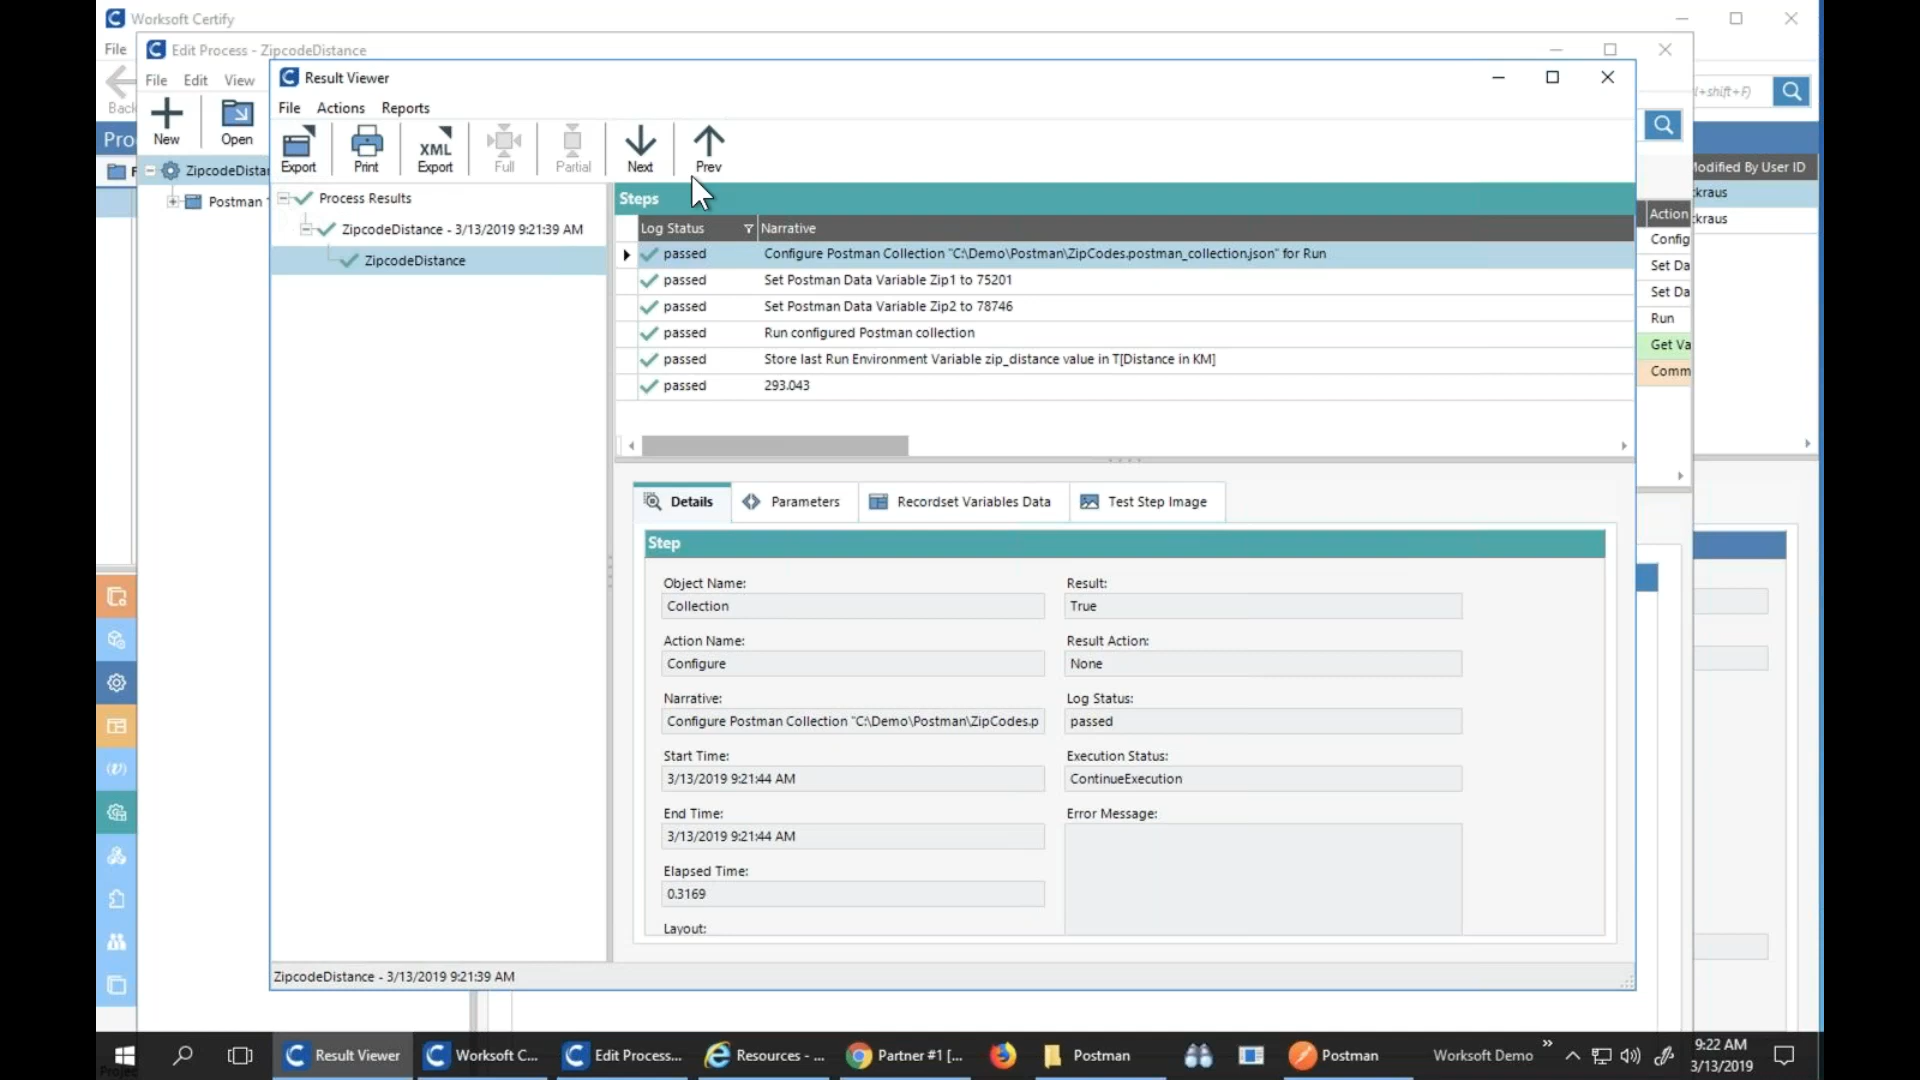 Worksoft Certify
File
Edit Process - ZipcodeDistance
File Edit View
Result Viewer
Back
New
Open
File Actions Reports
Export
Print
XML
Export
Full
Partial
Next
Prev
l+shift+F)
Pro
F
ZipcodeDista
Postman
Process Results
ZipcodeDistance - 3/13/2019 9:21:39 AM
ZipcodeDistance
Steps
Log Status
Narrative
passed
Configure Postman Collection "C:\Demo\Postman\ZipCodes.postman_collection.json" for Run
passed
Set Postman Data Variable Zip1 to 75201
passed
Set Postman Data Variable Zip2 to 78746
passed
Run configured Postman collection
passed
Store last Run Environment Variable zip_distance value in T[Distance in KM]
passed
293.043
Modified By User ID
kraus
kraus
Action
Config
Set Da
Set Da
Run
Get Va
Comm
Details
Parameters
Recordset Variables Data
Test Step Image
Step
Object Name:
Collection
Result:
True
Action Name:
Configure
Result Action:
None
Narrative:
Configure Postman Collection "C:\Demo\Postman\ZipCodes.p
Log Status:
passed
Start Time:
3/13/2019 9:21:44 AM
Execution Status:
ContinueExecution
End Time:
3/13/2019 9:21:44 AM
Error Message:
Elapsed Time:
0.3169
Layout:
ZipcodeDistance - 3/13/2019 9:21:39 AM
Result Viewer
Worksoft C...
Edit Process...
Resources - ...
Partner #1 [...
Postman
Postman
Worksoft Demo
9:22 AM
3/13/2019